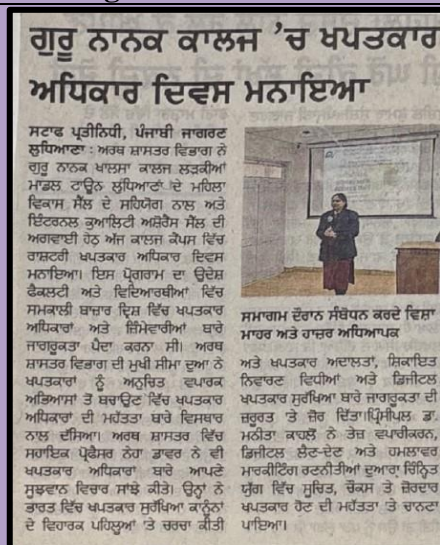 ਗੁਰੂ ਨਾਨਕ ਕਾਲਜ 'ਚ ਖਪਤਕਾਰ
ਅਧਿਕਾਰ ਦਿਵਸ ਮਨਾਇਆ
ਸਟਾਫ ਪ੍ਰਤੀਨਿਧੀ, ਪੰਜਾਬੀ ਜਾਗਰਣ
ਲੁਧਿਆਣਾ : ਅਰਥ ਸ਼ਾਸਤਰ ਵਿਭਾਗ ਨੇ
ਗੁਰੂ ਨਾਨਕ ਖਾਲਸਾ ਕਾਲਜ ਲੜਕੀਆਂ
ਮਾਡਲ ਟਾਊਨ ਲੁਧਿਆਣਾ ਦੇ ਮਹਿਲਾ
ਵਿਕਾਸ ਸੈੱਲ ਦੇ ਸਹਿਯੋਗ ਨਾਲ ਅਤੇ
ਇੰਟਰਨਲ ਕੁਆਲਿਟੀ ਅਸ਼ੋਰੈਂਸ ਸੈੱਲ ਦੀ
ਅਗਵਾਈ ਹੇਠ ਅੱਜ ਕਾਲਜ ਕੈਂਪਸ ਵਿੱਚ
ਰਾਸ਼ਟਰੀ ਖਪਤਕਾਰ ਅਧਿਕਾਰ ਦਿਵਸ
ਮਨਾਇਆ। ਇਸ ਪ੍ਰੋਗਰਾਮ ਦਾ ਉਦੇਸ਼
ਫੈਕਲਟੀ ਅਤੇ ਵਿਦਿਆਰਥੀਆਂ ਵਿੱਚ
ਸਮਕਾਲੀ ਬਾਜ਼ਾਰ ਦ੍ਰਿਸ਼ ਵਿੱਚ ਖਪਤਕਾਰ
ਅਧਿਕਾਰਾਂ ਅਤੇ ਜ਼ਿੰਮੇਵਾਰੀਆਂ ਬਾਰੇ
ਜਾਗਰੂਕਤਾ ਪੈਦਾ ਕਰਨਾ ਸੀ। ਅਰਥ
ਸ਼ਾਸਤਰ ਵਿਭਾਗ ਦੀ ਮੁਖੀ ਸੀਮਾ ਦੁਆ ਨੇ
ਖਪਤਕਾਰਾਂ ਨੂੰ ਅਨੁਚਿਤ ਵਪਾਰਕ
ਅਭਿਆਸਾਂ ਤੋਂ ਬਚਾਉਣ ਵਿੱਚ ਖਪਤਕਾਰ
ਅਧਿਕਾਰਾਂ ਦੀ ਮਹੱਤਤਾ ਬਾਰੇ ਵਿਸਥਾਰ
ਨਾਲ ਦੱਸਿਆ। ਅਰਥ ਸ਼ਾਸਤਰ ਵਿੱਚ
ਸਹਾਇਕ ਪ੍ਰੋਫੈਸਰ ਨੇਹਾ ਡਾਵਰ ਨੇ ਵੀ
ਖਪਤਕਾਰ ਅਧਿਕਾਰਾਂ ਬਾਰੇ ਆਪਣੇ
ਸੂਝਵਾਨ ਵਿਚਾਰ ਸਾਂਝੇ ਕੀਤੇ। ਉਨ੍ਹਾਂ ਨੇ
ਭਾਰਤ ਵਿੱਚ ਖਪਤਕਾਰ ਸੁਰੱਖਿਆ ਕਾਨੂੰਨਾਂ
ਦੇ ਵਿਹਾਰਕ ਪਹਿਲੂਆਂ 'ਤੇ ਚਰਚਾ ਕੀਤੀ
ਸਮਾਗਮ ਦੌਰਾਨ ਸੰਬੋਧਨ ਕਰਦੇ ਵਿਸ਼ਾ
ਮਾਹਰ ਅਤੇ ਹਾਜ਼ਰ ਅਧਿਆਪਕ
ਅਤੇ ਖਪਤਕਾਰ ਅਦਾਲਤਾਂ, ਸ਼ਿਕਾਇਤ
ਨਿਵਾਰਣ ਵਿਧੀਆਂ ਅਤੇ ਡਿਜੀਟਲ
ਖਪਤਕਾਰ ਸੁਰੱਖਿਆ ਬਾਰੇ ਜਾਗਰੂਕਤਾ ਦੀ
ਜ਼ਰੂਰਤ 'ਤੇ ਜ਼ੋਰ ਦਿੱਤਾ।ਪ੍ਰਿੰਸੀਪਲ ਡਾ.
ਮਨੀਤਾ ਕਾਹਲੋਂ ਨੇ ਤੇਜ਼ ਵਪਾਰੀਕਰਨ,
ਡਿਜੀਟਲ ਲੈਣ-ਦੇਣ ਅਤੇ ਹਮਲਾਵਰ
ਮਾਰਕੀਟਿੰਗ ਰਣਨੀਤੀਆਂ ਦੁਆਰਾ ਚਿੰਨ੍ਹਿਤ
ਯੁੱਗ ਵਿੱਚ ਸੂਚਿਤ, ਚੌਕਸ ਤੇ ਜ਼ੋਰਦਾਰ
ਖਪਤਕਾਰ ਹੋਣ ਦੀ ਮਹੱਤਤਾ 'ਤੇ ਚਾਨਣਾ
ਪਾਇਆ।